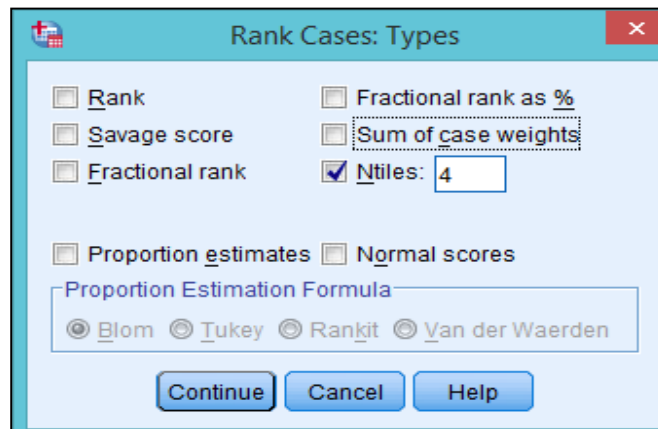 Rank Cases: Types
Rank
Fractional rank as %
Savage score
Sum of case weights
Fractional rank
Ntiles: 4
Proportion estimates
Normal scores
Proportion Estimation Formula
Blom Tukey Rankit Van der Waerden
Continue Cancel Help